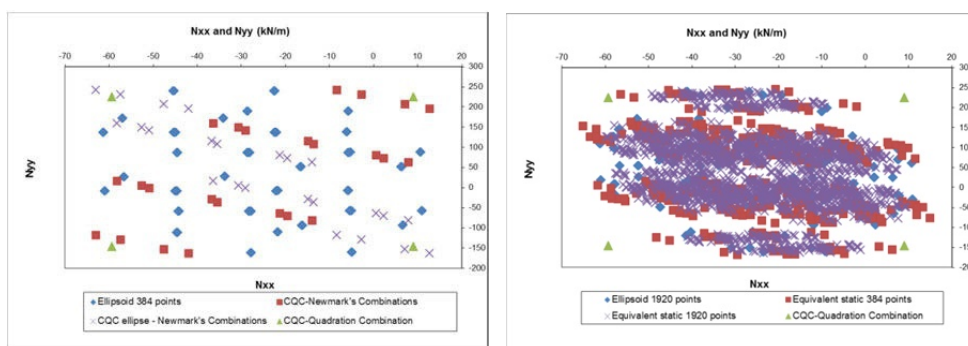 Nxx and Nyy (kN/m)
-70 -60 -50 -40 -30 -20 -10 0 10 20
300
250
200
150
100
50
0
-50
-100
-150
-200
Nyy
Nxx
Ellipsoid 384 points
CQC-Newmark's Combinations
CQC ellipse - Newmark's Combinations
CQC-Quadration Combination
Nxx and Nyy (kN/m)
-70 -60 -50 -40 -30 -20 -10 0 10 20
Nyy
Nxx
Ellipsoid 1920 points
Equivalent static 384 points
Equivalent static 1920 points
CQC-Quadration Combination